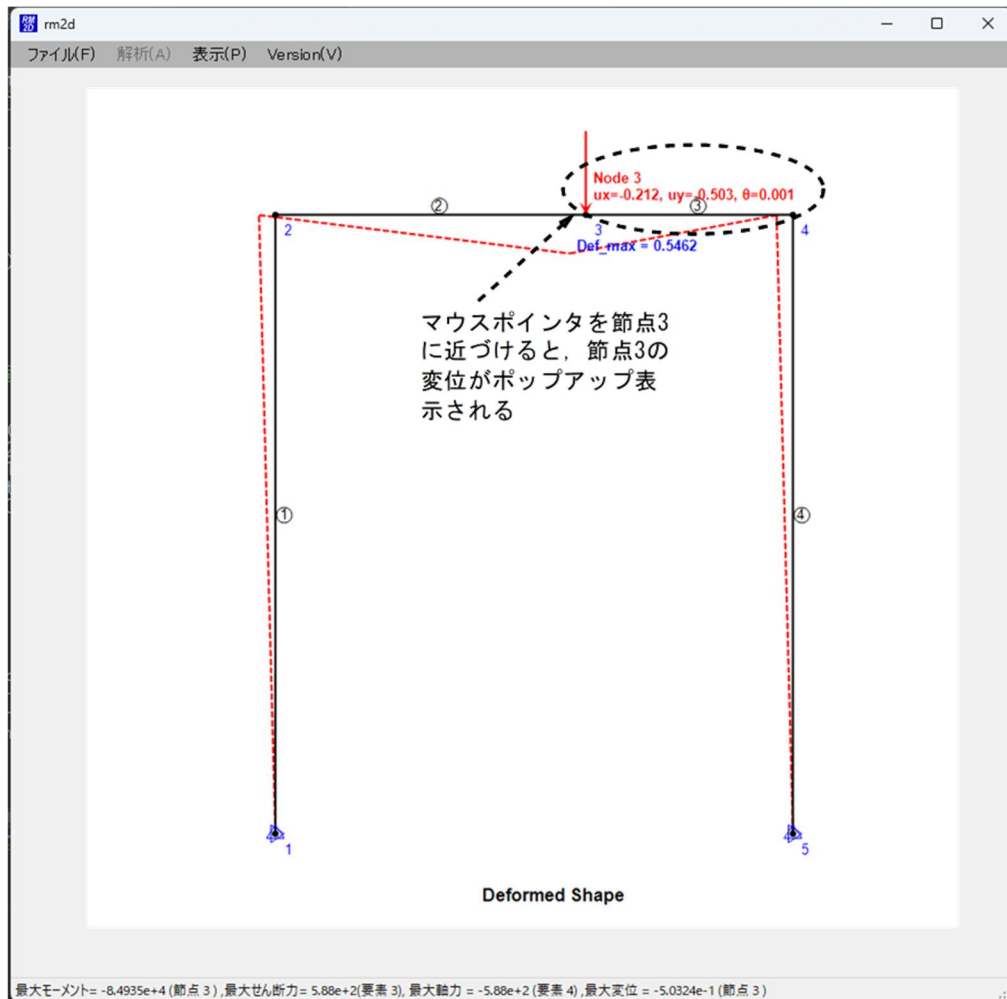 RM 2D rm2d
ファイル(F) 解析(A) 表示(P) Version(V)
Node 3
ux=-0.212, uy=-0.503, θ=0.001
② ③
2 3 4
Def_max = 0.5462
マウスポインタを節点3
に近づけると，節点3の
変位がポップアップ表
示される
① ④
1 5
Deformed Shape
最大モーメント= -8.4935e+4 (節点 3 ) ,最大せん断力= 5.88e+2(要素 3), 最大軸力 = -5.88e+2 (要素 4) ,最大変位 = -5.0324e-1 (節点 3 )